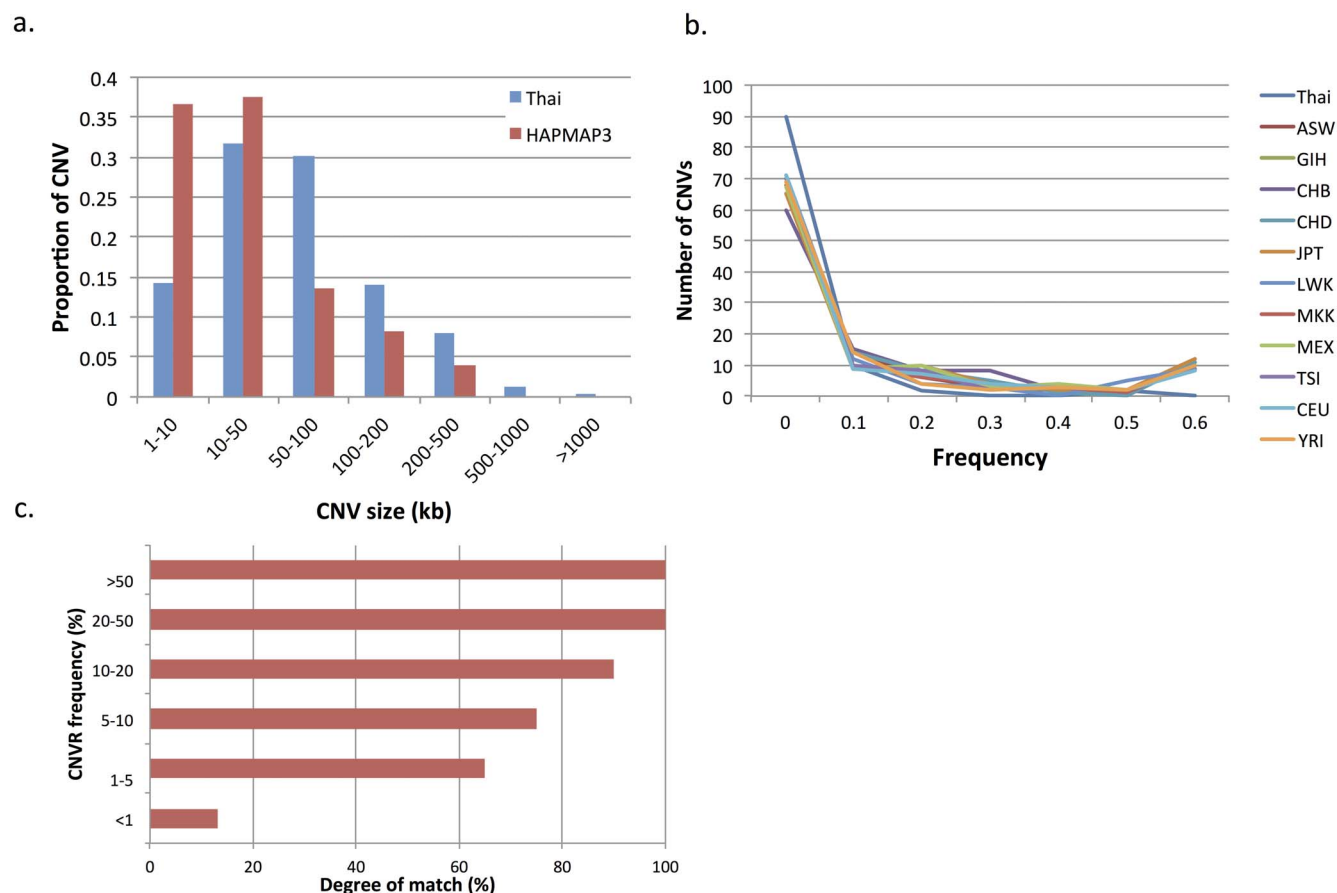 a.
0.4
0.35
0.3
0.25
0.2
0.15
0.1
0.05
0
Proportion of CNV
Thai
HAPMAP3
1-10
10-50
50-100
100-200
200-500
500-1000
>1000
CNV size (kb)
b.
100
90
80
70
60
50
40
30
20
10
0
Number of CNVs
0
0.1
0.2
0.3
0.4
0.5
0.6
Frequency
Thai
ASW
GIH
CHB
CHD
JPT
LWK
MKK
MEX
TSI
CEU
YRI
c.
CNVR frequency (%)
>50
20-50
10-20
5-10
1-5
<1
0
20
40
60
80
100
Degree of match (%)